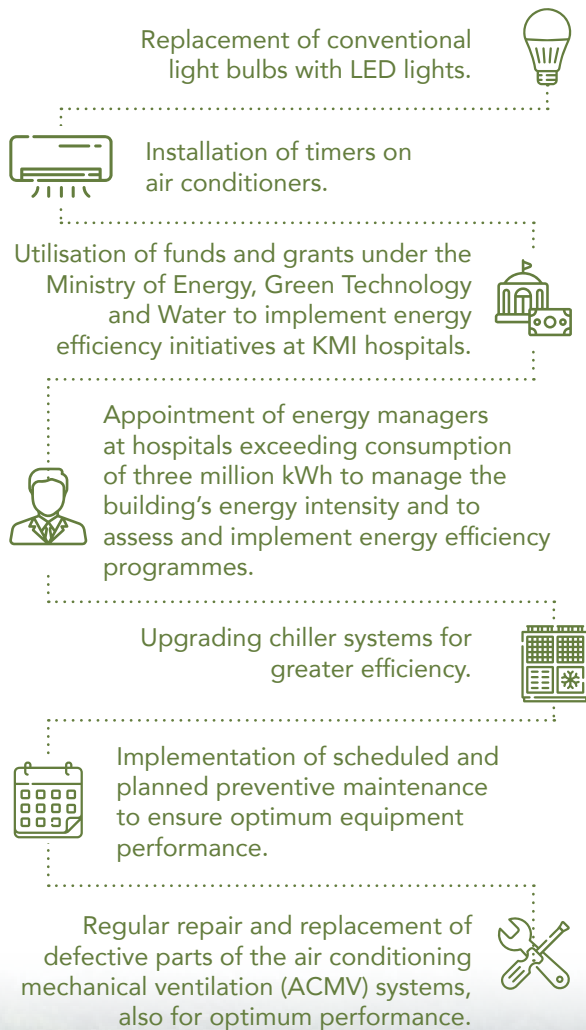 Replacement of conventional
light bulbs with LED lights.
Installation of timers on
air conditioners.
Utilisation of funds and grants under the
Ministry of Energy, Green Technology
and Water to implement energy
efficiency initiatives at KMI hospitals.
Appointment of energy managers
at hospitals exceeding consumption
of three million kWh to manage the
building’s energy intensity and to
assess and implement energy efficiency
programmes.
Upgrading chiller systems for
greater efficiency.
Implementation of scheduled and
planned preventive maintenance
to ensure optimum equipment
performance.
Regular repair and replacement of
defective parts of the air conditioning
mechanical ventilation (ACMV) systems,
also for optimum performance.